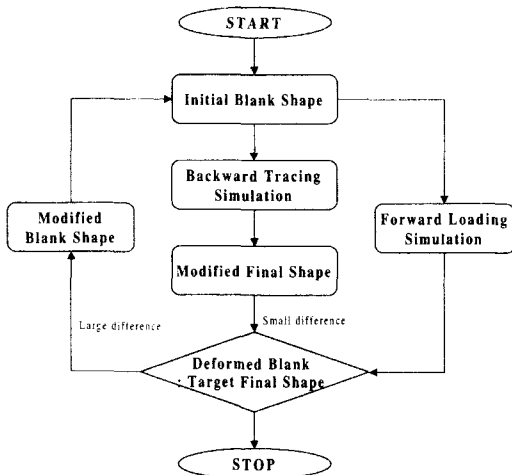 START
Initial Blank Shape
Backward Tracing
Simulation
Modified
Blank Shape
Forward Loading
Simulation
Modified Final Shape
Large difference
Small difference
Deformed Blank
: Target Final Shape
STOP